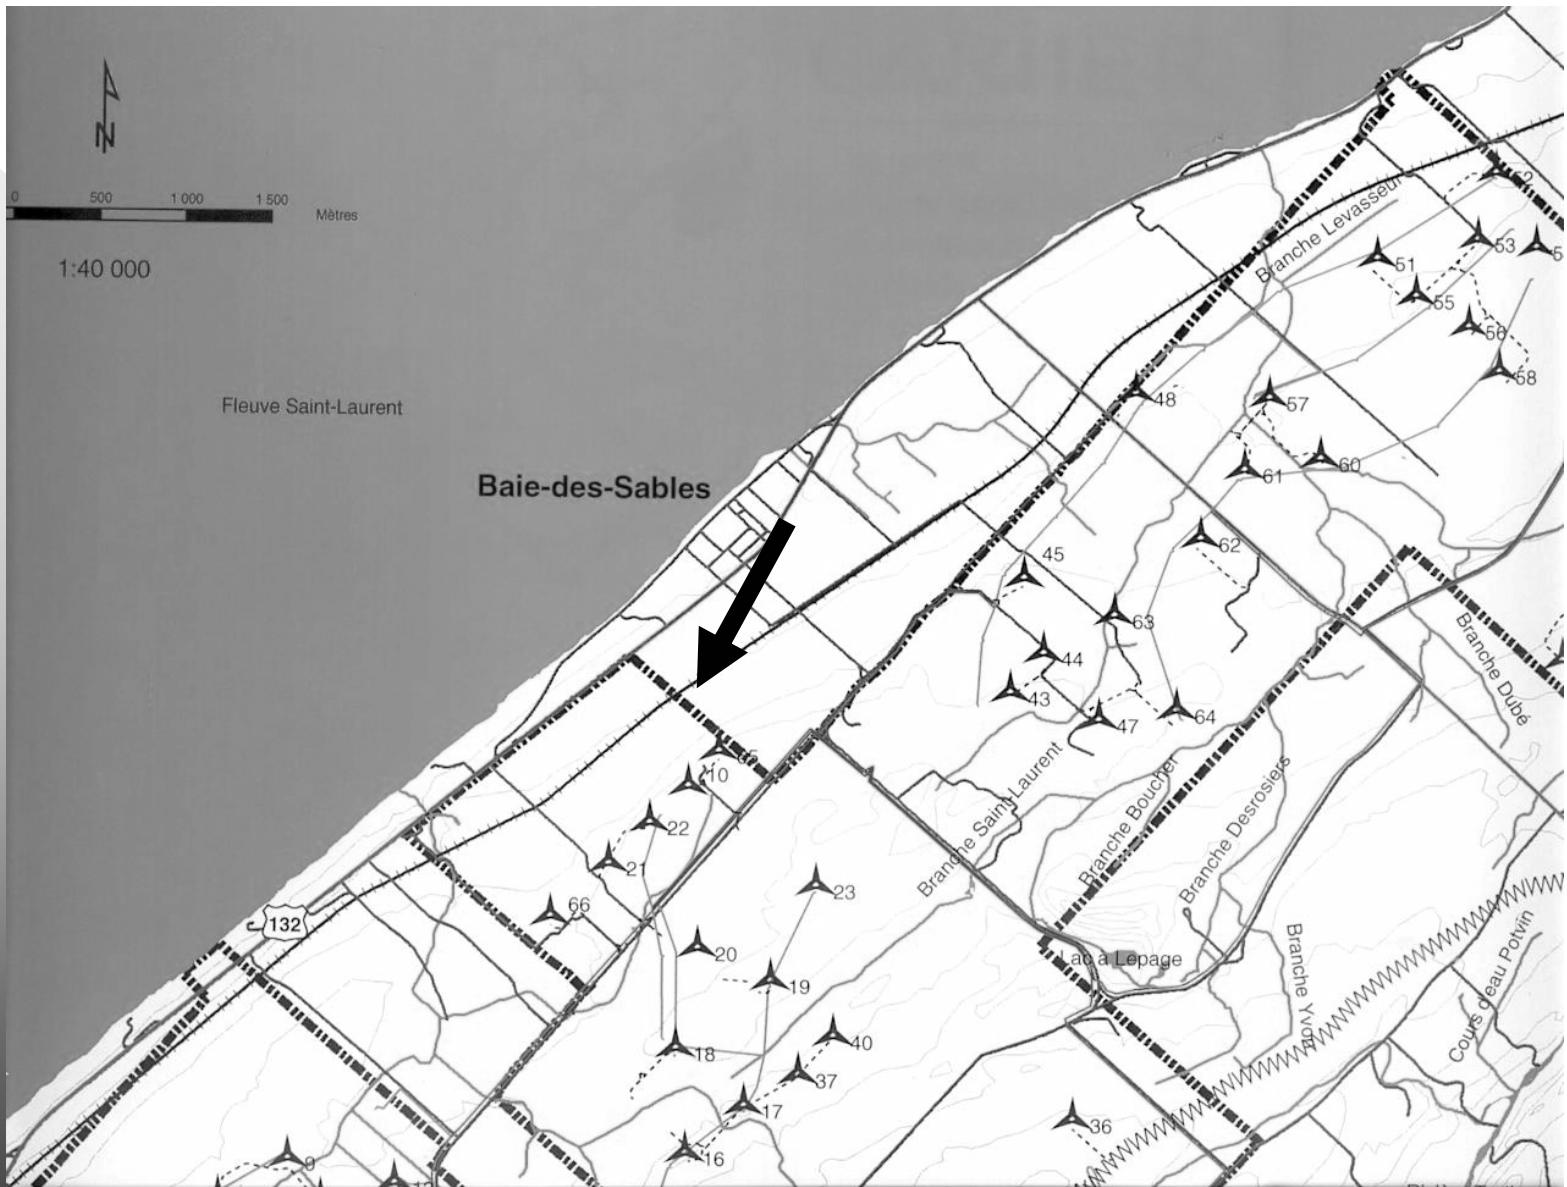 N
0 500 1 000 1 500
Mètres
1:40 000
Fleuve Saint-Laurent
Baie-des-Sables
132
Branche Levasseur
52
53
51
55
56
58
48
57
60
61
62
45
63
44
43
47
64
Branche Dubé
10
22
21
66
23
20
19
18
40
37
17
16
36
9
Branche Saint-Laurent
Branche Boucher
Branche Desrosiers
Lac à Lepage
Branche Yvon
Cours d'eau Potvin